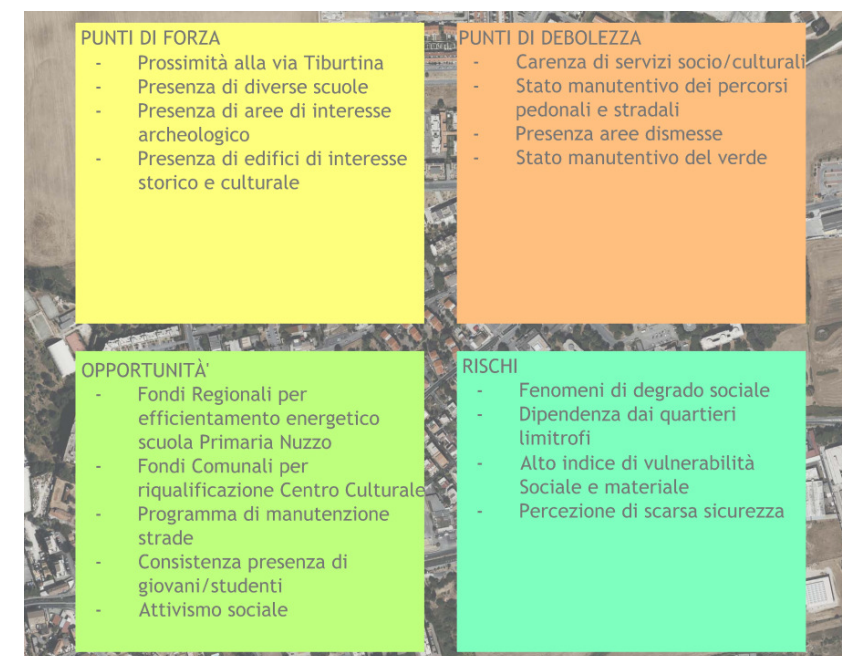 PUNTI DI FORZA
- Prossimità alla via Tiburtina
- Presenza di diverse scuole
- Presenza di aree di interesse
archeologico
- Presenza di edifici di interesse
storico e culturale
PUNTI DI DEBOLEZZA
- Carenza di servizi socio/culturali
- Stato manutentivo dei percorsi
pedonali e stradali
- Presenza aree dismesse
- Stato manutentivo del verde
OPPORTUNITÀ'
- Fondi Regionali per
efficientamento energetico
scuola Primaria Nuzzo
- Fondi Comunali per
riqualificazione Centro Culturale
- Programma di manutenzione
strade
- Consistenza presenza di
giovani/studenti
- Attivismo sociale
RISCHI
- Fenomeni di degrado sociale
- Dipendenza dai quartieri
limitrofi
- Alto indice di vulnerabilità
Sociale e materiale
- Percezione di scarsa sicurezza